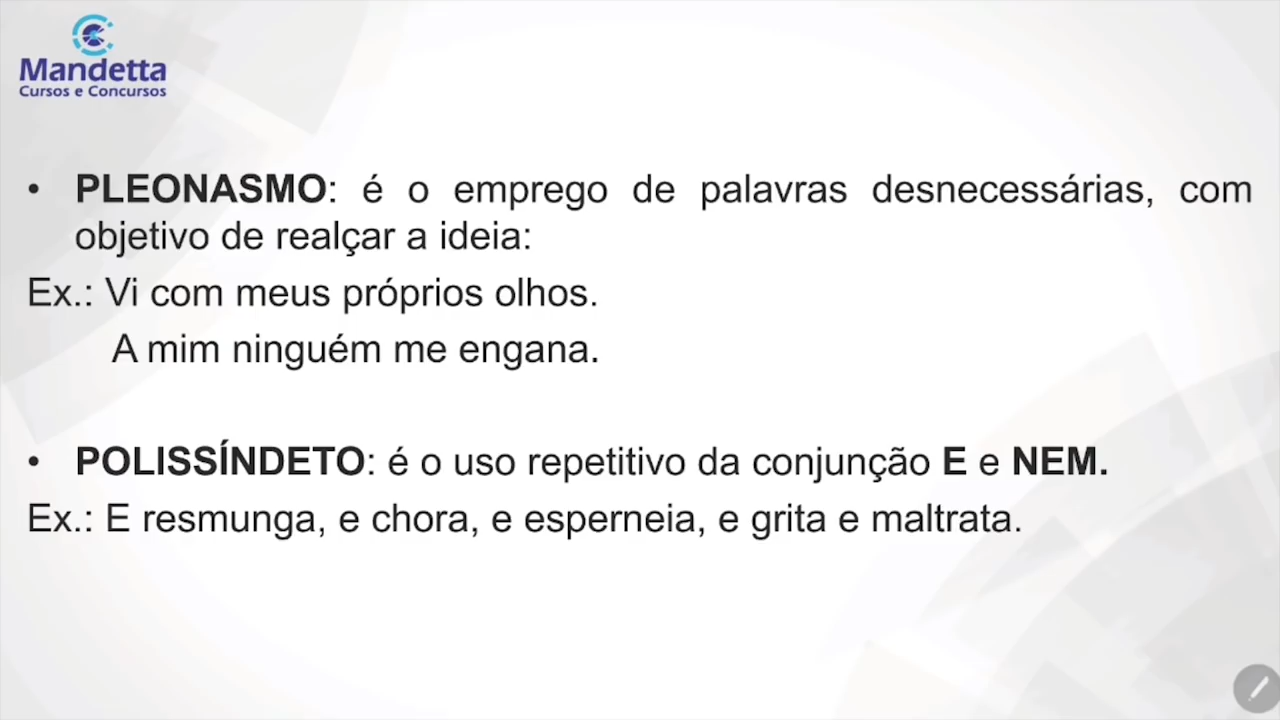 Mandetta
Cursos e Concursos
• PLEONASMO: é o emprego de palavras desnecessárias, com
objetivo de realçar a ideia:
Ex.: Vi com meus próprios olhos.
A mim ninguém me engana.
• POLISSÍNDETO: é o uso repetitivo da conjunção E e NEM.
Ex.: E resmunga, e chora, e esperneia, e grita e maltrata.